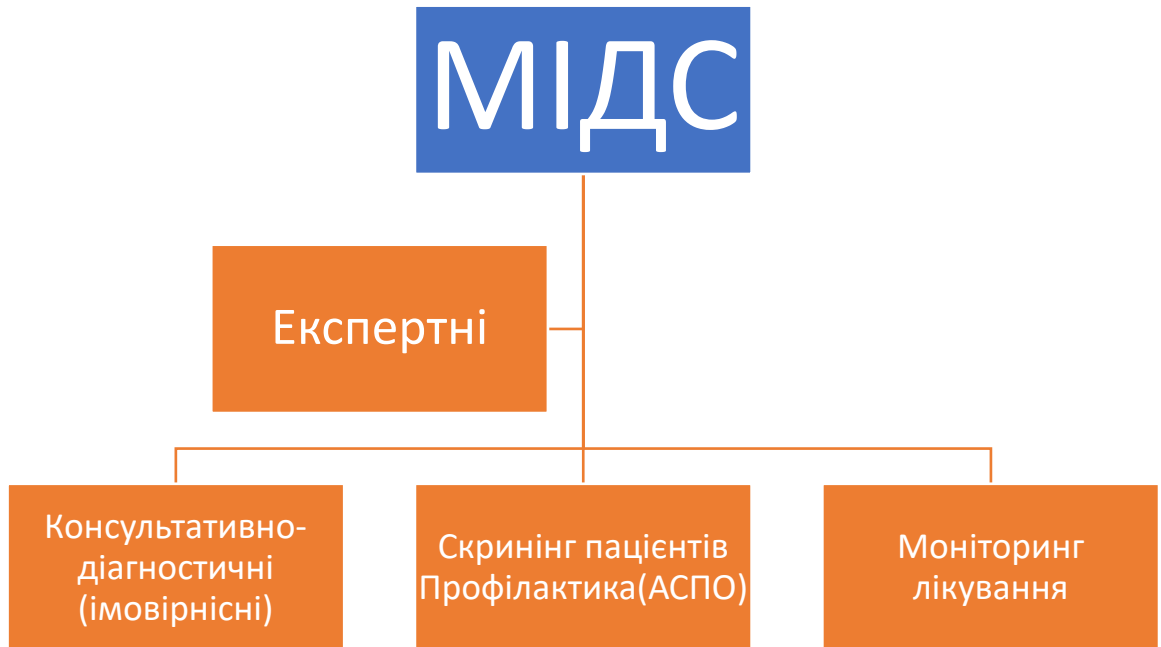 МІДС
Експертні
Консультативно-
діагностичні
(імовірнісні)
Скринінг пацієнтів
Профілактика(АСПО)
Моніторинг
лікування